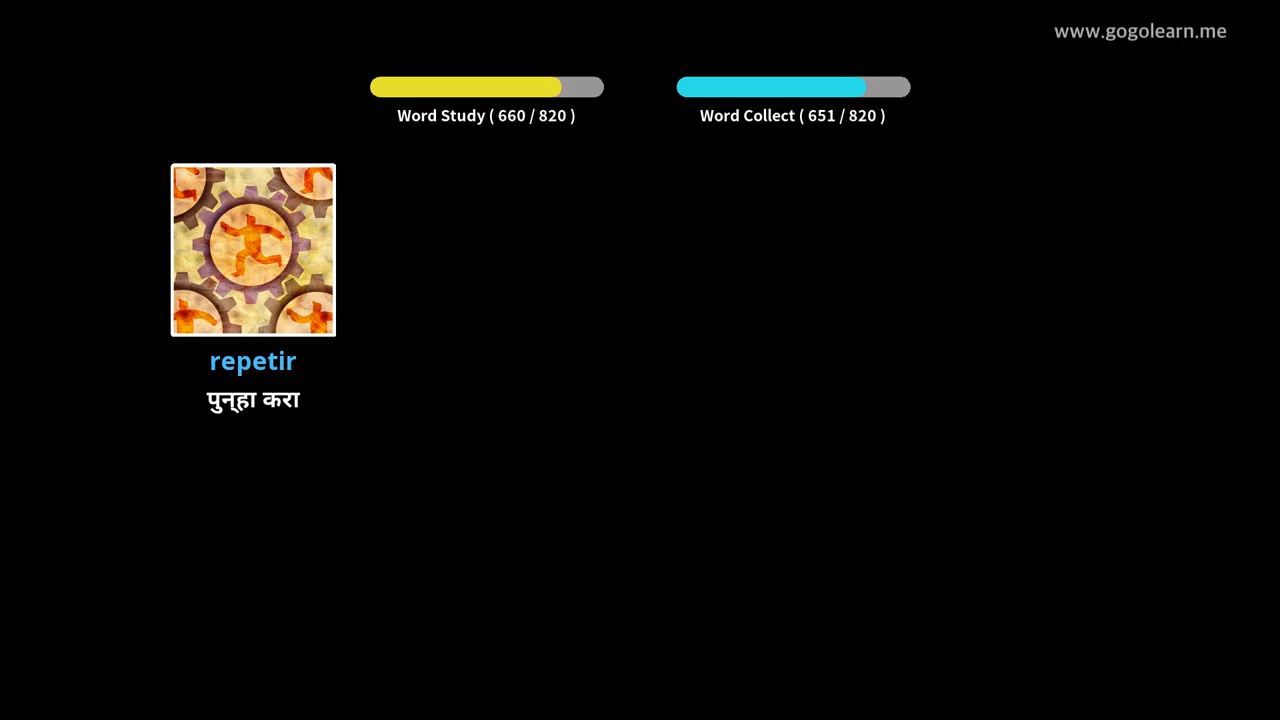 www.gogolearn.me
Word Study ( 660 / 820 )
Word Collect ( 651 / 820 )
repetir
पुन्हा करा